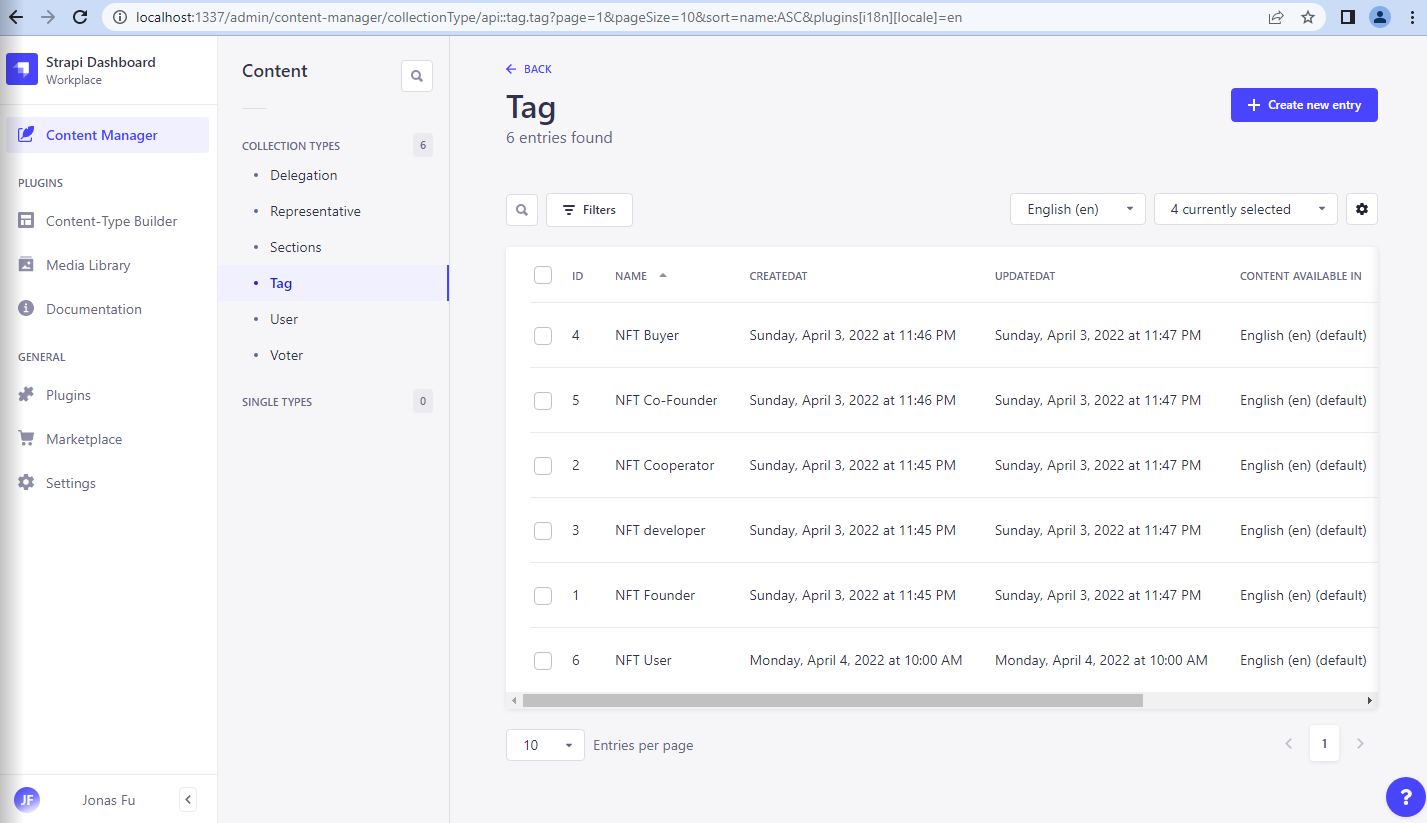 localhost:1337/admin/content-manager/collectionType/api::tag.tag?page=1&pageSize=10&sort=name:ASC&plugins[i18n][locale]=en
Strapi Dashboard
Workplace
Content Manager
PLUGINS
Content-Type Builder
Media Library
Documentation
GENERAL
Plugins
Marketplace
Settings
JF
Jonas Fu
Content
COLLECTION TYPES 6
Delegation
Representative
Sections
Tag
User
Voter
SINGLE TYPES 0
BACK
Tag
6 entries found
Create new entry
Filters
English (en)
4 currently selected
ID NAME CREATEDAT UPDATEDAT CONTENT AVAILABLE IN
4 NFT Buyer Sunday, April 3, 2022 at 11:46 PM Sunday, April 3, 2022 at 11:47 PM English (en) (default)
5 NFT Co-Founder Sunday, April 3, 2022 at 11:46 PM Sunday, April 3, 2022 at 11:47 PM English (en) (default)
2 NFT Cooperator Sunday, April 3, 2022 at 11:45 PM Sunday, April 3, 2022 at 11:47 PM English (en) (default)
3 NFT developer Sunday, April 3, 2022 at 11:45 PM Sunday, April 3, 2022 at 11:47 PM English (en) (default)
1 NFT Founder Sunday, April 3, 2022 at 11:45 PM Sunday, April 3, 2022 at 11:47 PM English (en) (default)
6 NFT User Monday, April 4, 2022 at 10:00 AM Monday, April 4, 2022 at 10:00 AM English (en) (default)
10 Entries per page
1
?